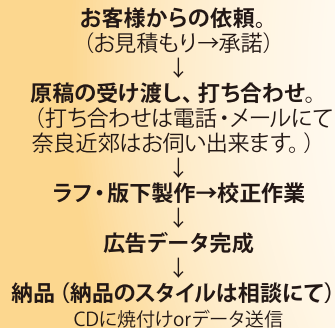 お客様からの依頼。
（お見積もり→承諾）
↓
原稿の受け渡し、打ち合わせ。
（打ち合わせは電話・メールにて
奈良近郊はお伺い出来ます。）
↓
ラフ・版下製作→校正作業
↓
広告データ完成
↓
納品（納品のスタイルは相談にて）
CDに焼付けorデータ送信